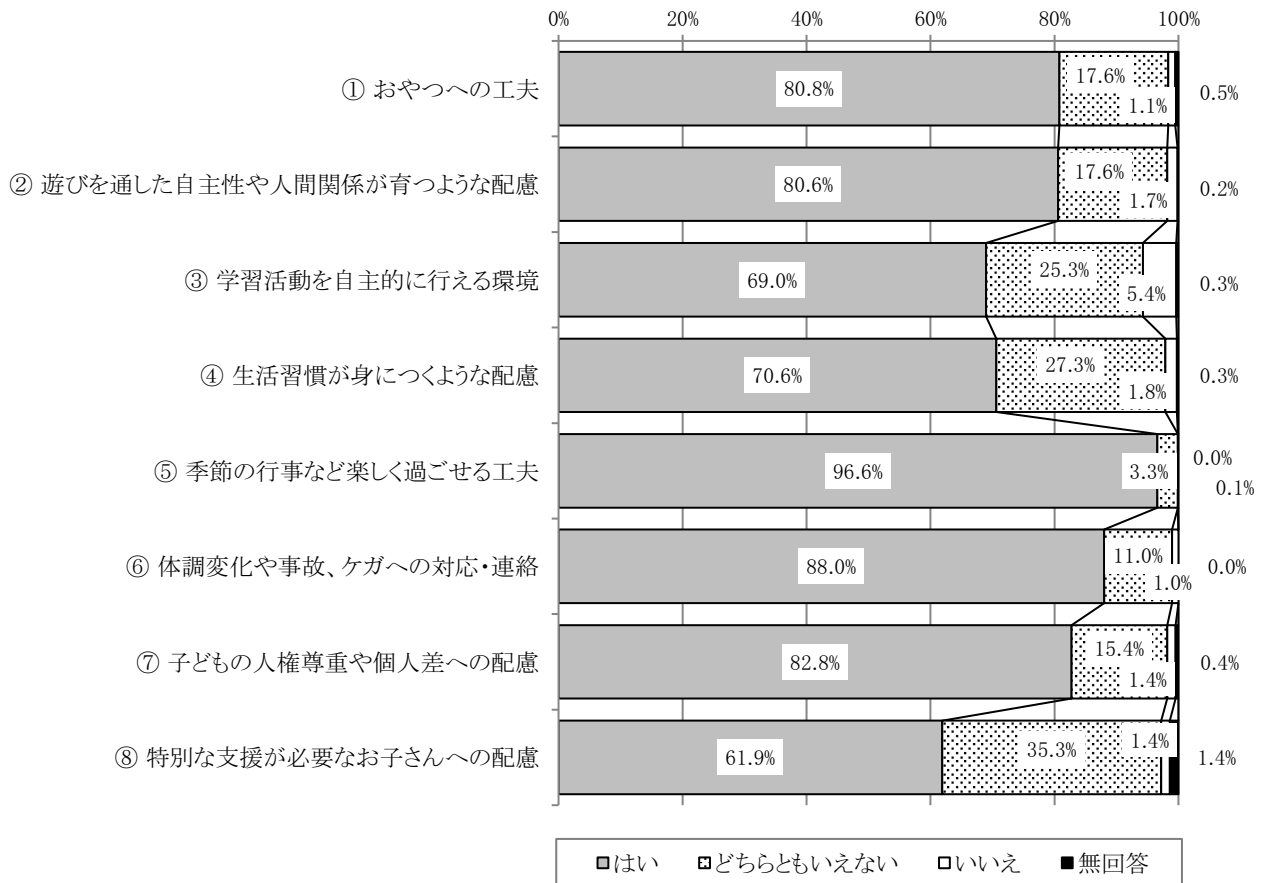 0% 20% 40% 60% 80% 100%
① おやつへの工夫 80.8% 17.6% 1.1% 0.5%
② 遊びを通した自主性や人間関係が育つような配慮 80.6% 17.6% 1.7% 0.2%
③ 学習活動を自主的に行える環境 69.0% 25.3% 5.4% 0.3%
④ 生活習慣が身につくような配慮 70.6% 27.3% 1.8% 0.3%
⑤ 季節の行事など楽しく過ごせる工夫 96.6% 3.3% 0.0% 0.1%
⑥ 体調変化や事故、ケガへの対応・連絡 88.0% 11.0% 1.0% 0.0%
⑦ 子どもの人権尊重や個人差への配慮 82.8% 15.4% 1.4% 0.4%
⑧ 特別な支援が必要なお子さんへの配慮 61.9% 35.3% 1.4% 1.4%
はい どちらともいえない いいえ 無回答